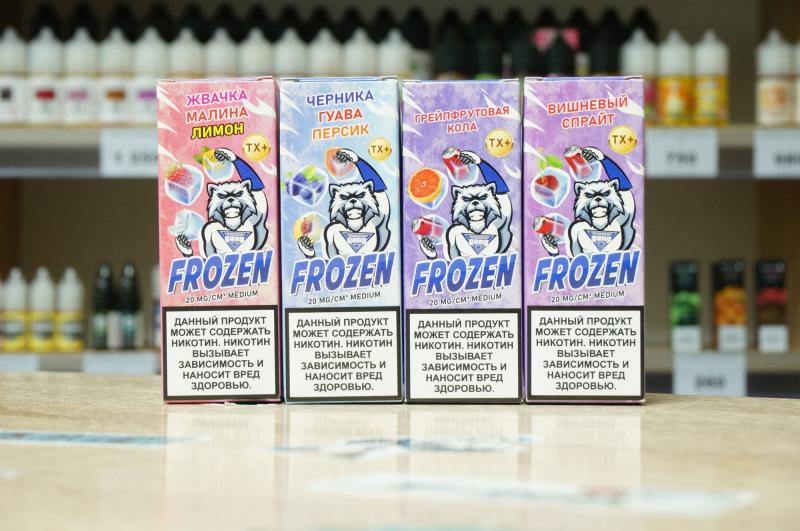 ЖВАЧКА
МАЛИНА
ЛИМОН
TX+
FROZEN
20 MG/CM³ MEDIUM
ДАННЫЙ ПРОДУКТ
МОЖЕТ СОДЕРЖАТЬ
НИКОТИН. НИКОТИН
ВЫЗЫВАЕТ
ЗАВИСИМОСТЬ И
НАНОСИТ ВРЕД
ЗДОРОВЬЮ.
ЧЕРНИКА
ГУАВА
ПЕРСИК
TX+
FROZEN
20 MG/CM³ MEDIUM
ДАННЫЙ ПРОДУКТ
МОЖЕТ СОДЕРЖАТЬ
НИКОТИН. НИКОТИН
ВЫЗЫВАЕТ
ЗАВИСИМОСТЬ И
НАНОСИТ ВРЕД
ЗДОРОВЬЮ.
ГРЕЙПФРУТОВАЯ
КОЛА
TX+
FROZEN
20 MG/CM³ MEDIUM
ДАННЫЙ ПРОДУКТ
МОЖЕТ СОДЕРЖАТЬ
НИКОТИН. НИКОТИН
ВЫЗЫВАЕТ
ЗАВИСИМОСТЬ И
НАНОСИТ ВРЕД
ЗДОРОВЬЮ.
ВИШНЕВЫЙ
СПРАЙТ
TX+
FROZEN
20 MG/CM³ MEDIUM
ДАННЫЙ ПРОДУКТ
МОЖЕТ СОДЕРЖАТЬ
НИКОТИН. НИКОТИН
ВЫЗЫВАЕТ
ЗАВИСИМОСТЬ И
НАНОСИТ ВРЕД
ЗДОРОВЬЮ.